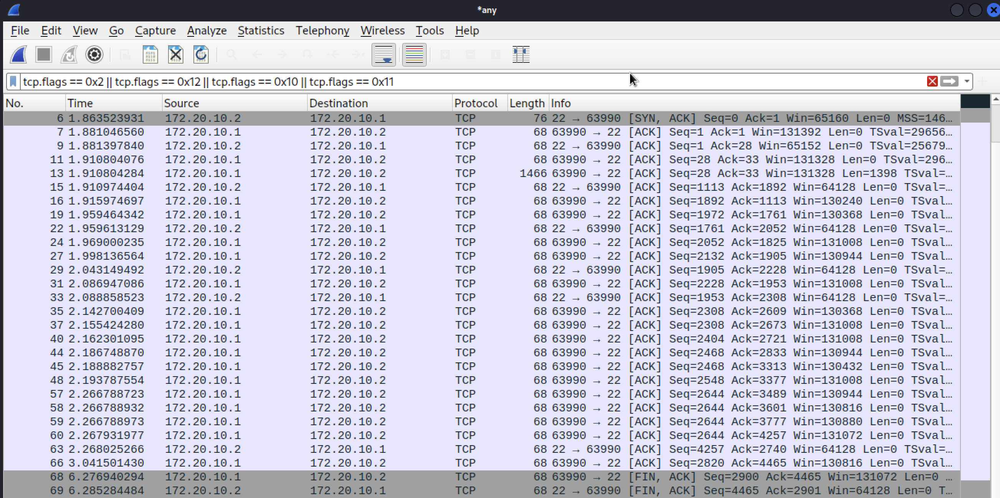 *any
File Edit View Go Capture Analyze Statistics Telephony Wireless Tools Help
tcp.flags == 0x2 || tcp.flags == 0x12 || tcp.flags == 0x10 || tcp.flags == 0x11
No. Time Source Destination Protocol Length Info
6 1.863523931 172.20.10.2 172.20.10.1 TCP 76 22 → 63990 [SYN, ACK] Seq=0 Ack=1 Win=65160 Len=0 MSS=146…
7 1.881046560 172.20.10.1 172.20.10.2 TCP 68 63990 → 22 [ACK] Seq=1 Ack=1 Win=131392 Len=0 TSval=29656…
9 1.881397840 172.20.10.2 172.20.10.1 TCP 68 22 → 63990 [ACK] Seq=1 Ack=28 Win=65152 Len=0 TSval=25679…
11 1.910804076 172.20.10.1 172.20.10.2 TCP 68 63990 → 22 [ACK] Seq=28 Ack=33 Win=131328 Len=0 TSval=296…
13 1.910804284 172.20.10.1 172.20.10.2 TCP 1466 63990 → 22 [ACK] Seq=28 Ack=33 Win=131328 Len=1398 TSval=…
15 1.910974404 172.20.10.2 172.20.10.1 TCP 68 22 → 63990 [ACK] Seq=1113 Ack=1892 Win=64128 Len=0 TSval=…
16 1.915974697 172.20.10.1 172.20.10.2 TCP 68 63990 → 22 [ACK] Seq=1892 Ack=1113 Win=130240 Len=0 TSval…
19 1.959464342 172.20.10.1 172.20.10.2 TCP 68 63990 → 22 [ACK] Seq=1972 Ack=1761 Win=130368 Len=0 TSval…
22 1.959613129 172.20.10.2 172.20.10.1 TCP 68 22 → 63990 [ACK] Seq=1761 Ack=2052 Win=64128 Len=0 TSval=…
24 1.969000235 172.20.10.1 172.20.10.2 TCP 68 63990 → 22 [ACK] Seq=2052 Ack=1825 Win=131008 Len=0 TSval…
27 1.998136564 172.20.10.1 172.20.10.2 TCP 68 63990 → 22 [ACK] Seq=2132 Ack=1905 Win=130944 Len=0 TSval…
29 2.043149492 172.20.10.2 172.20.10.1 TCP 68 22 → 63990 [ACK] Seq=1905 Ack=2228 Win=64128 Len=0 TSval=…
31 2.086947086 172.20.10.1 172.20.10.2 TCP 68 63990 → 22 [ACK] Seq=2228 Ack=1953 Win=131008 Len=0 TSval…
33 2.088858523 172.20.10.2 172.20.10.1 TCP 68 22 → 63990 [ACK] Seq=1953 Ack=2308 Win=64128 Len=0 TSval=…
35 2.142700409 172.20.10.1 172.20.10.2 TCP 68 63990 → 22 [ACK] Seq=2308 Ack=2609 Win=130368 Len=0 TSval…
37 2.155424280 172.20.10.1 172.20.10.2 TCP 68 63990 → 22 [ACK] Seq=2308 Ack=2673 Win=131008 Len=0 TSval…
40 2.162301095 172.20.10.1 172.20.10.2 TCP 68 63990 → 22 [ACK] Seq=2404 Ack=2721 Win=131008 Len=0 TSval…
44 2.186748870 172.20.10.1 172.20.10.2 TCP 68 63990 → 22 [ACK] Seq=2468 Ack=2833 Win=130944 Len=0 TSval…
45 2.188882757 172.20.10.1 172.20.10.2 TCP 68 63990 → 22 [ACK] Seq=2468 Ack=3313 Win=130432 Len=0 TSval…
48 2.193787554 172.20.10.1 172.20.10.2 TCP 68 63990 → 22 [ACK] Seq=2548 Ack=3377 Win=131008 Len=0 TSval…
57 2.266788723 172.20.10.1 172.20.10.2 TCP 68 63990 → 22 [ACK] Seq=2644 Ack=3489 Win=130944 Len=0 TSval…
58 2.266788932 172.20.10.1 172.20.10.2 TCP 68 63990 → 22 [ACK] Seq=2644 Ack=3601 Win=130816 Len=0 TSval…
59 2.266788973 172.20.10.1 172.20.10.2 TCP 68 63990 → 22 [ACK] Seq=2644 Ack=3777 Win=130880 Len=0 TSval…
60 2.267931977 172.20.10.1 172.20.10.2 TCP 68 63990 → 22 [ACK] Seq=2644 Ack=4257 Win=131072 Len=0 TSval…
63 2.268025266 172.20.10.2 172.20.10.1 TCP 68 22 → 63990 [ACK] Seq=4257 Ack=2740 Win=64128 Len=0 TSval=…
66 3.041501430 172.20.10.1 172.20.10.2 TCP 68 63990 → 22 [ACK] Seq=2820 Ack=4465 Win=130816 Len=0 TSval…
68 6.276940294 172.20.10.1 172.20.10.2 TCP 68 63990 → 22 [FIN, ACK] Seq=2900 Ack=4465 Win=131072 Len=0 …
69 6.285284484 172.20.10.2 172.20.10.1 TCP 68 22 → 63990 [FIN, ACK] Seq=4465 Ack=2901 Win=64128 Len=0 T…